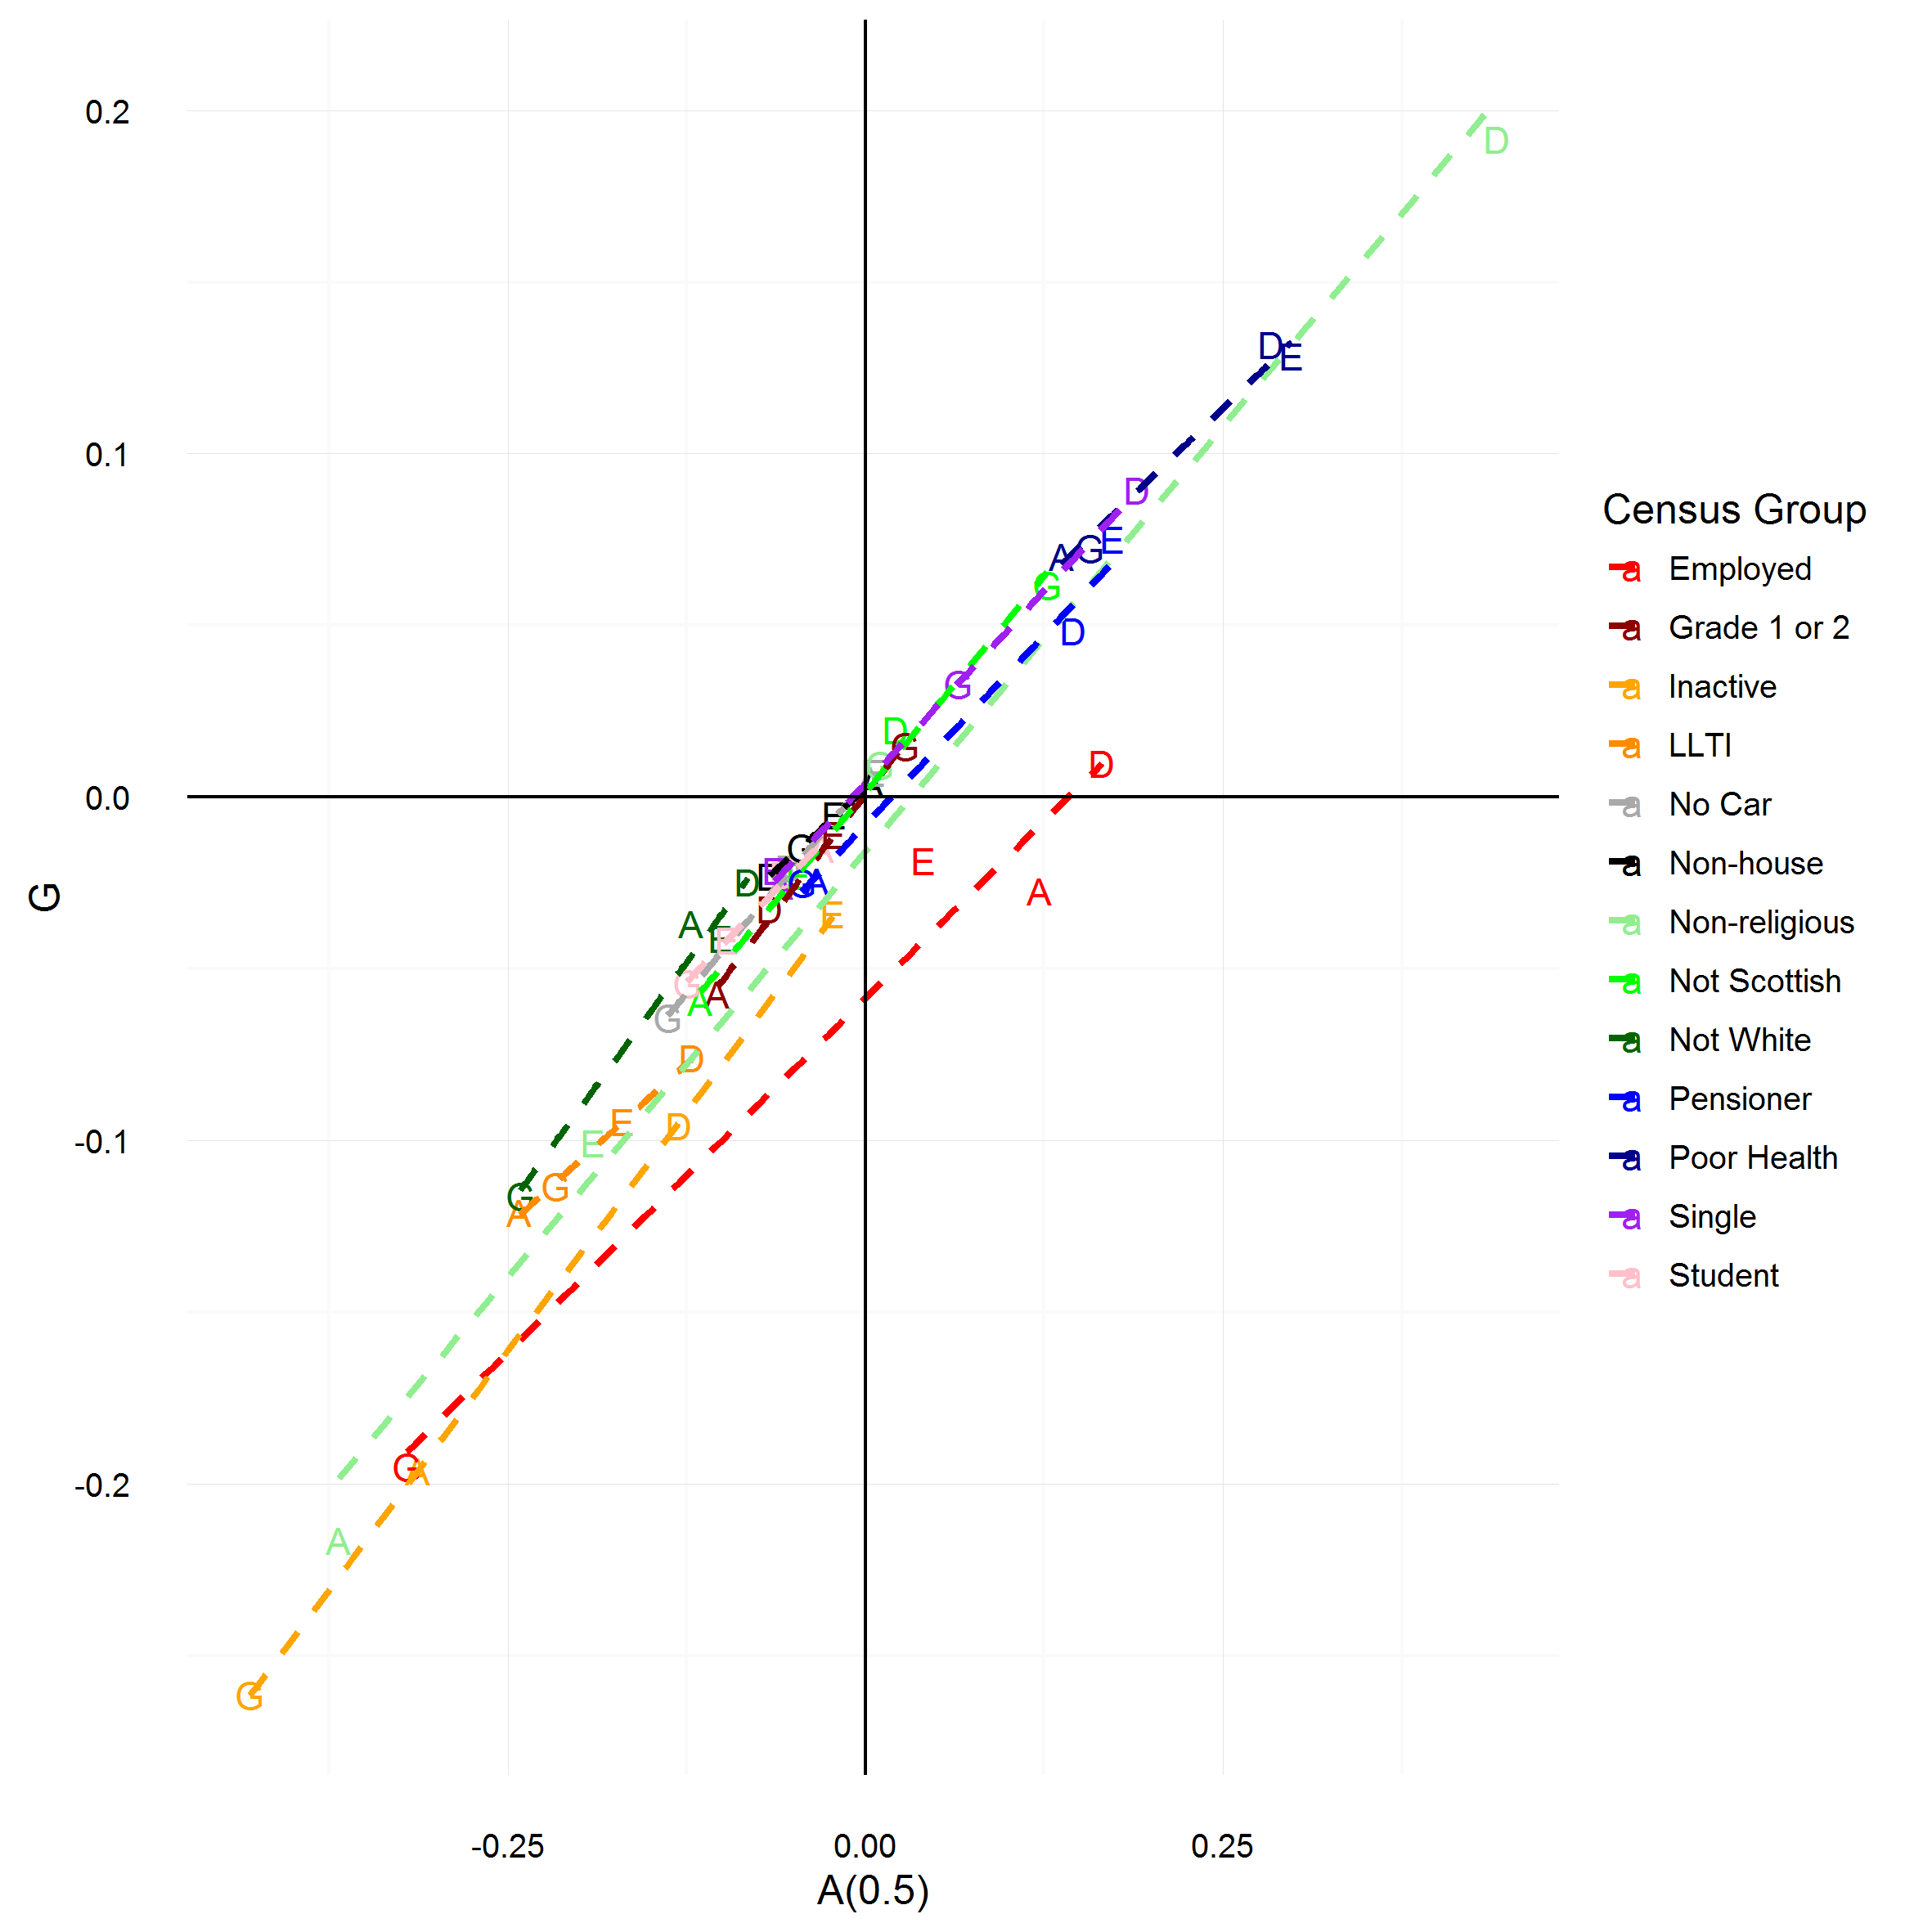 0.2
0.1
0.0
-0.1
-0.2
G
-0.25
0.00
0.25
A(0.5)
D
D
E
D
E
A
G
D
G
G
D
G
D
G
A
E
E
A
E
G
E
D
A
G
A
D
E
D
A
E
E
G
A
A
G
D
D
E
E
G
G
A
G
A
A
G
Census Group
a Employed
a Grade 1 or 2
a Inactive
a LLTI
a No Car
a Non-house
a Non-religious
a Not Scottish
a Not White
a Pensioner
a Poor Health
a Single
a Student